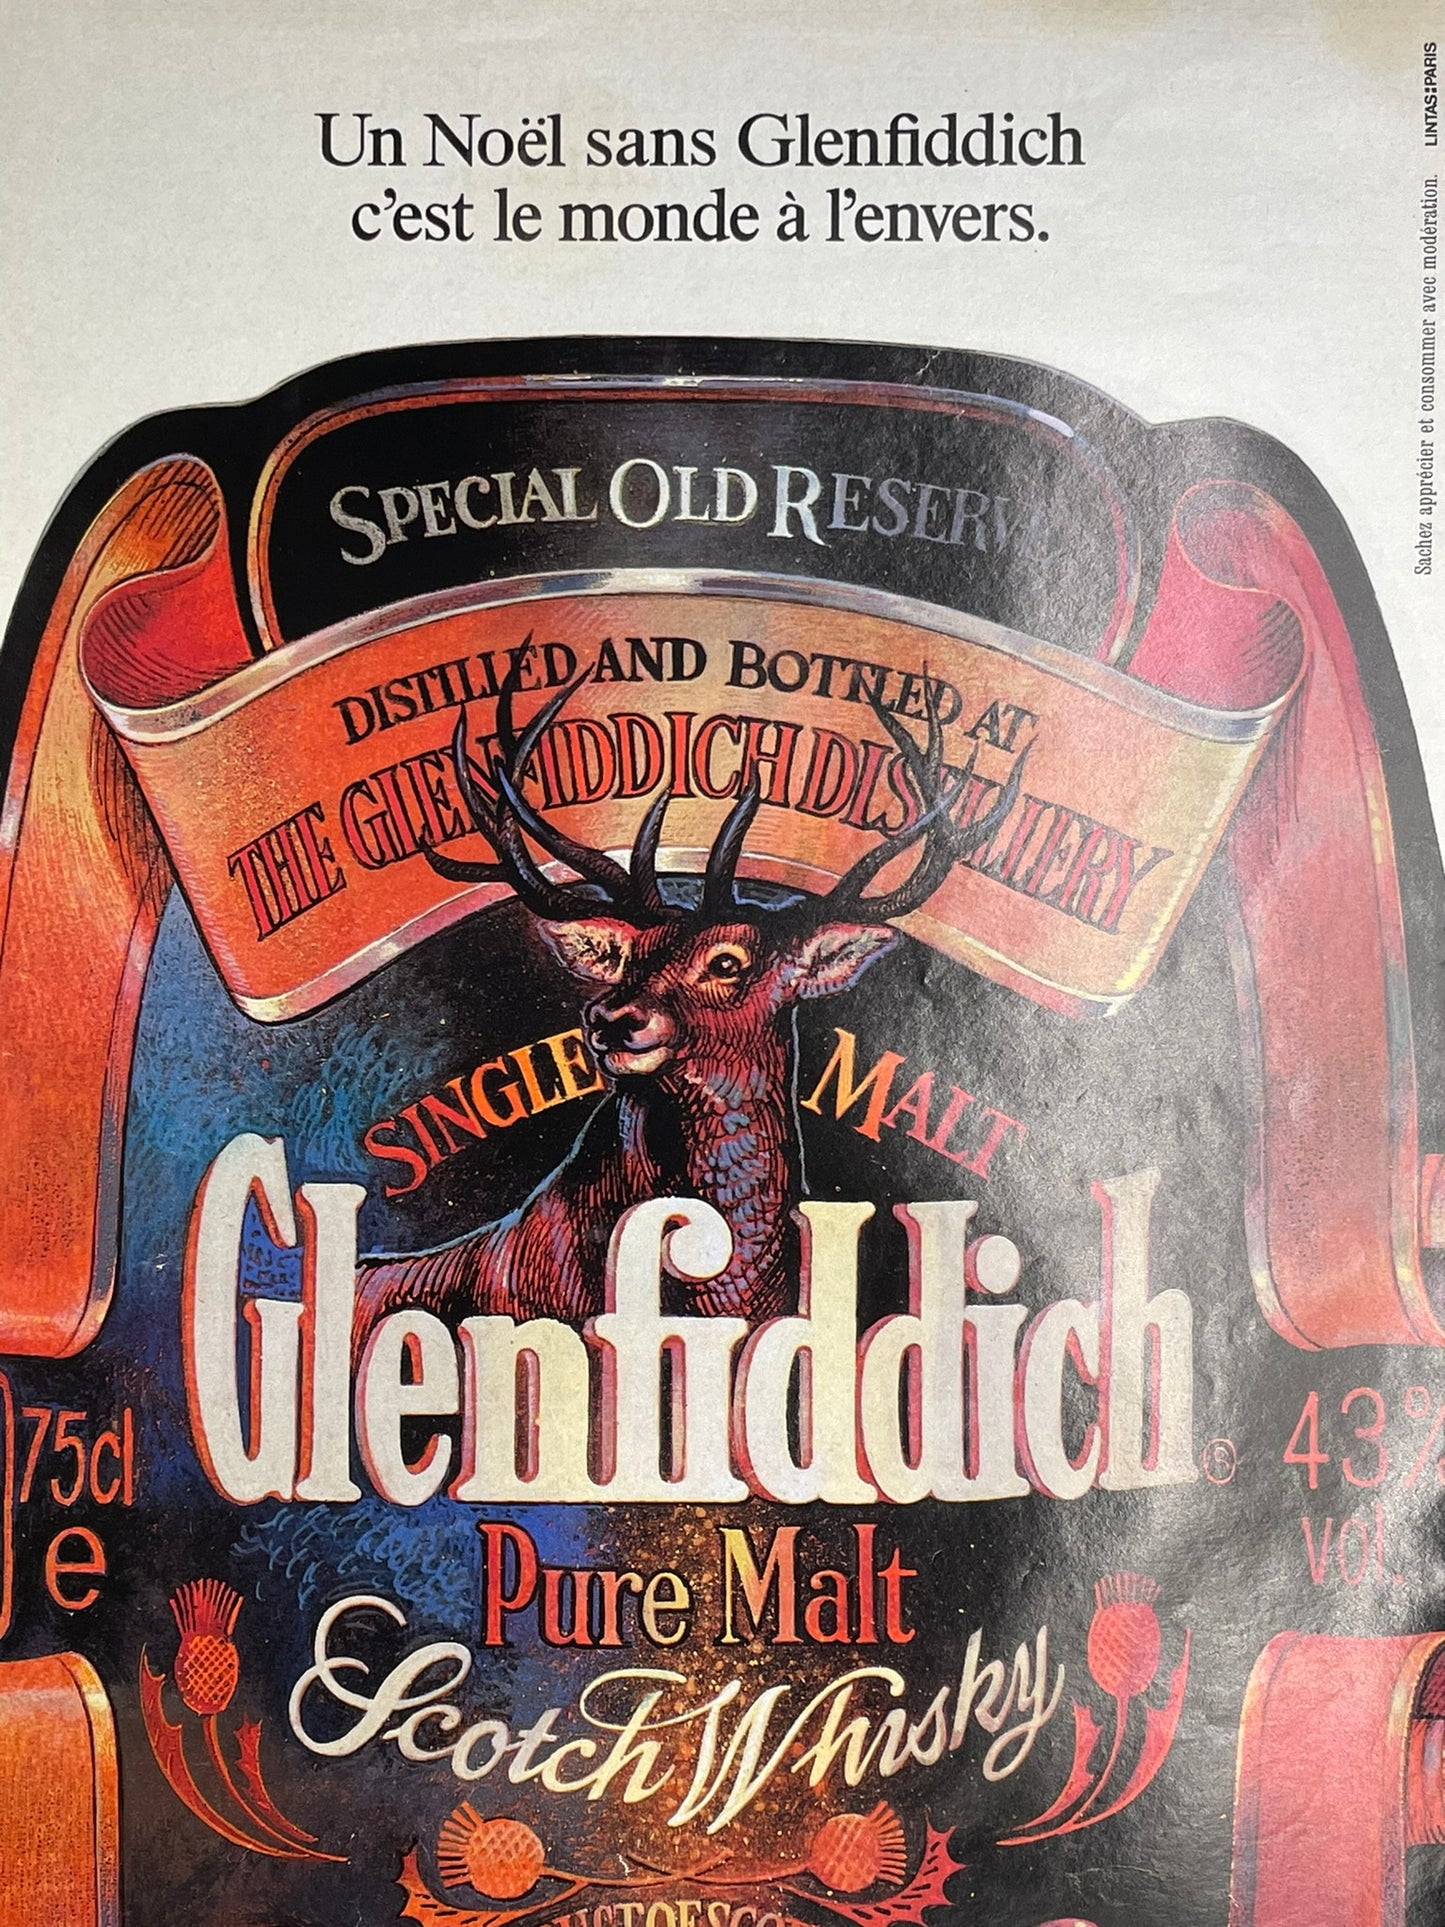 Un Noël sans Glenfiddich
c'est le monde à l'envers.
LINTAS:PARIS
Sachez apprécier et consommer avec modération.
SPECIAL OLD RESERVE
DISTILLED AND BOTTLED AT
THE GLENFIDDICH DISTILLERY
SINGLE MALT
Glenfiddich ®
75cl
e
43%
vol.
Pure Malt
Scotch Whisky